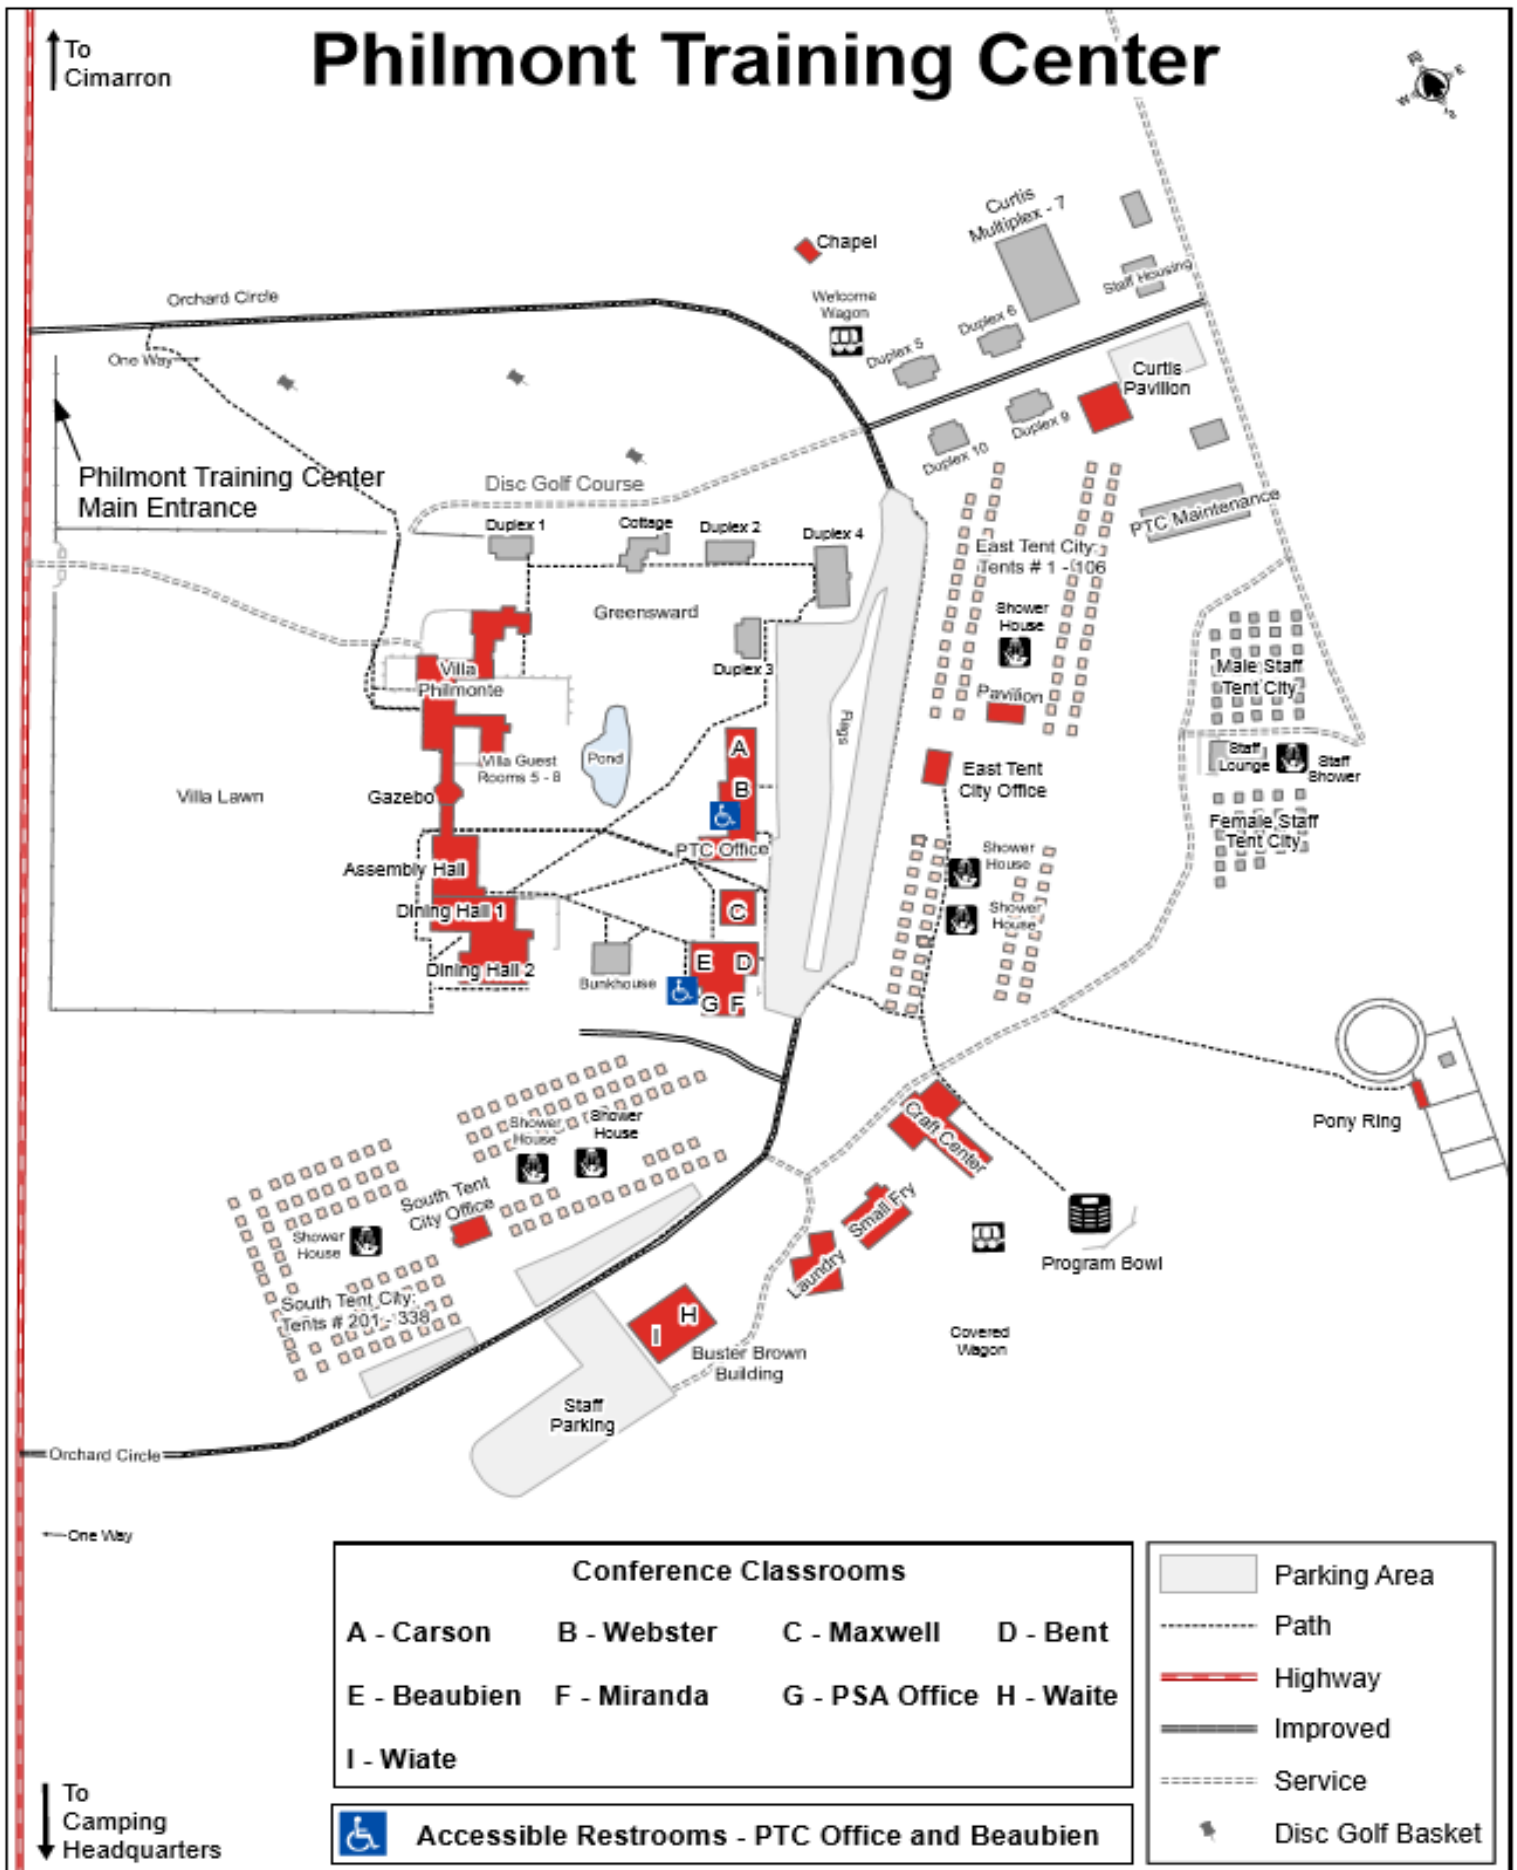 Philmont Training Center
To
Cimarron
E
W
S
Curtis
Multiplex - 7
Chapel
Staff Housing
Welcome
Wagon
Orchard Circle
Duplex 6
Duplex 5
One Way
Curtis
Pavilion
Duplex 9
Duplex 10
Philmont Training Center
Main Entrance
Disc Golf Course
PTC Maintenance
Duplex 1
Cottage
Duplex 2
Duplex 4
East Tent City:
Tents # 1 - 106
Greensward
Shower
House
Villa
Philmonte
Duplex 3
Male Staff
Tent City
Pavilion
Flags
Villa Guest
Rooms 5 - 8
Pond
A
B
Staff
Lounge
Staff
Shower
East Tent
City Office
Villa Lawn
Gazebo
Female Staff
Tent City
PTC Office
Shower
House
Assembly Hall
Dining Hall 1
C
Shower
House
Dining Hall 2
Bunkhouse
E
D
G
F
Pony Ring
Shower
House
Shower
House
Craft Center
South Tent
City Office
Small Fry
Shower
House
Laundry
Program Bowl
South Tent City:
Tents # 201 - 338
H
I
Covered
Wagon
Buster Brown
Building
Staff
Parking
Orchard Circle
One Way
Conference Classrooms
A - Carson
B - Webster
C - Maxwell
D - Bent
E - Beaubien
F - Miranda
G - PSA Office
H - Waite
I - Wiate
Accessible Restrooms - PTC Office and Beaubien
Parking Area
Path
Highway
Improved
Service
Disc Golf Basket
To
Camping
Headquarters